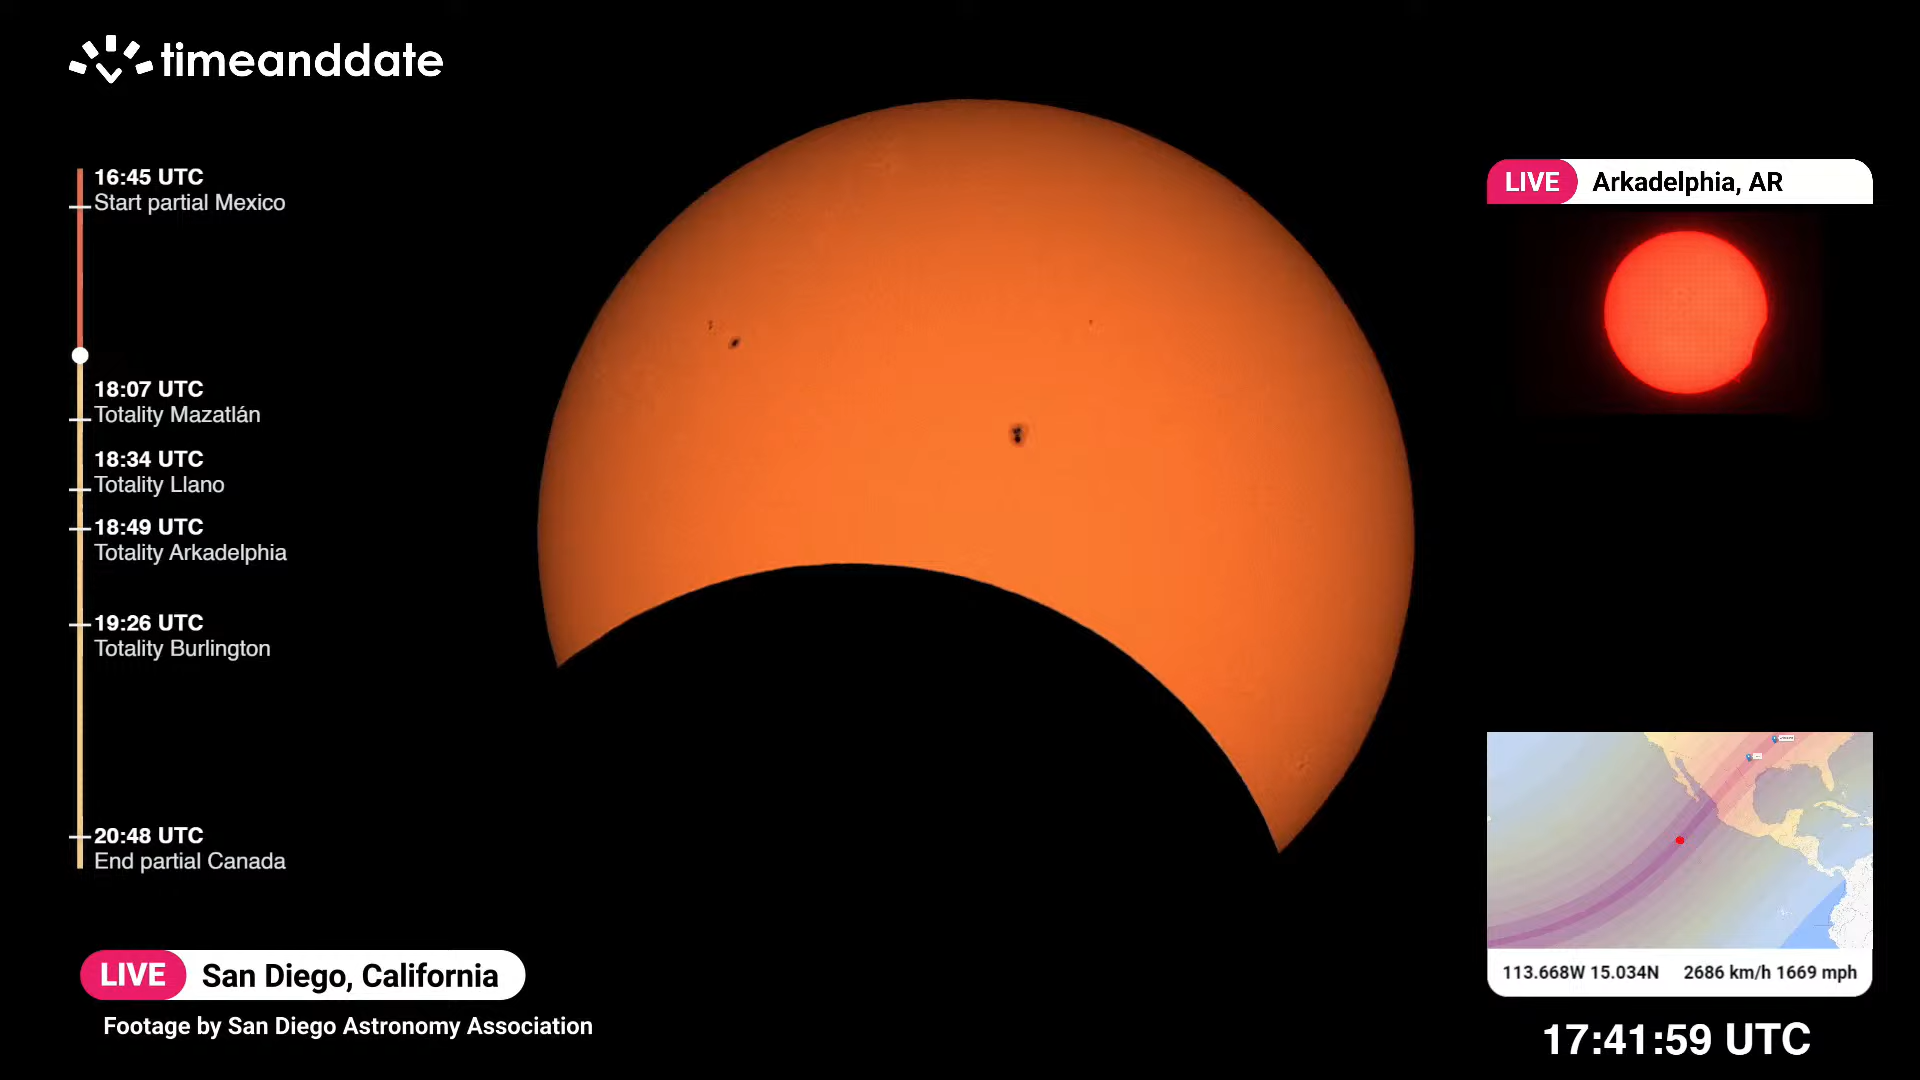 timeanddate
16:45 UTC
Start partial Mexico
18:07 UTC
Totality Mazatlán
18:34 UTC
Totality Llano
18:49 UTC
Totality Arkadelphia
19:26 UTC
Totality Burlington
20:48 UTC
End partial Canada
LIVE San Diego, California
Footage by San Diego Astronomy Association
LIVE Arkadelphia, AR
113.668W 15.034N 2686 km/h 1669 mph
17:41:59 UTC